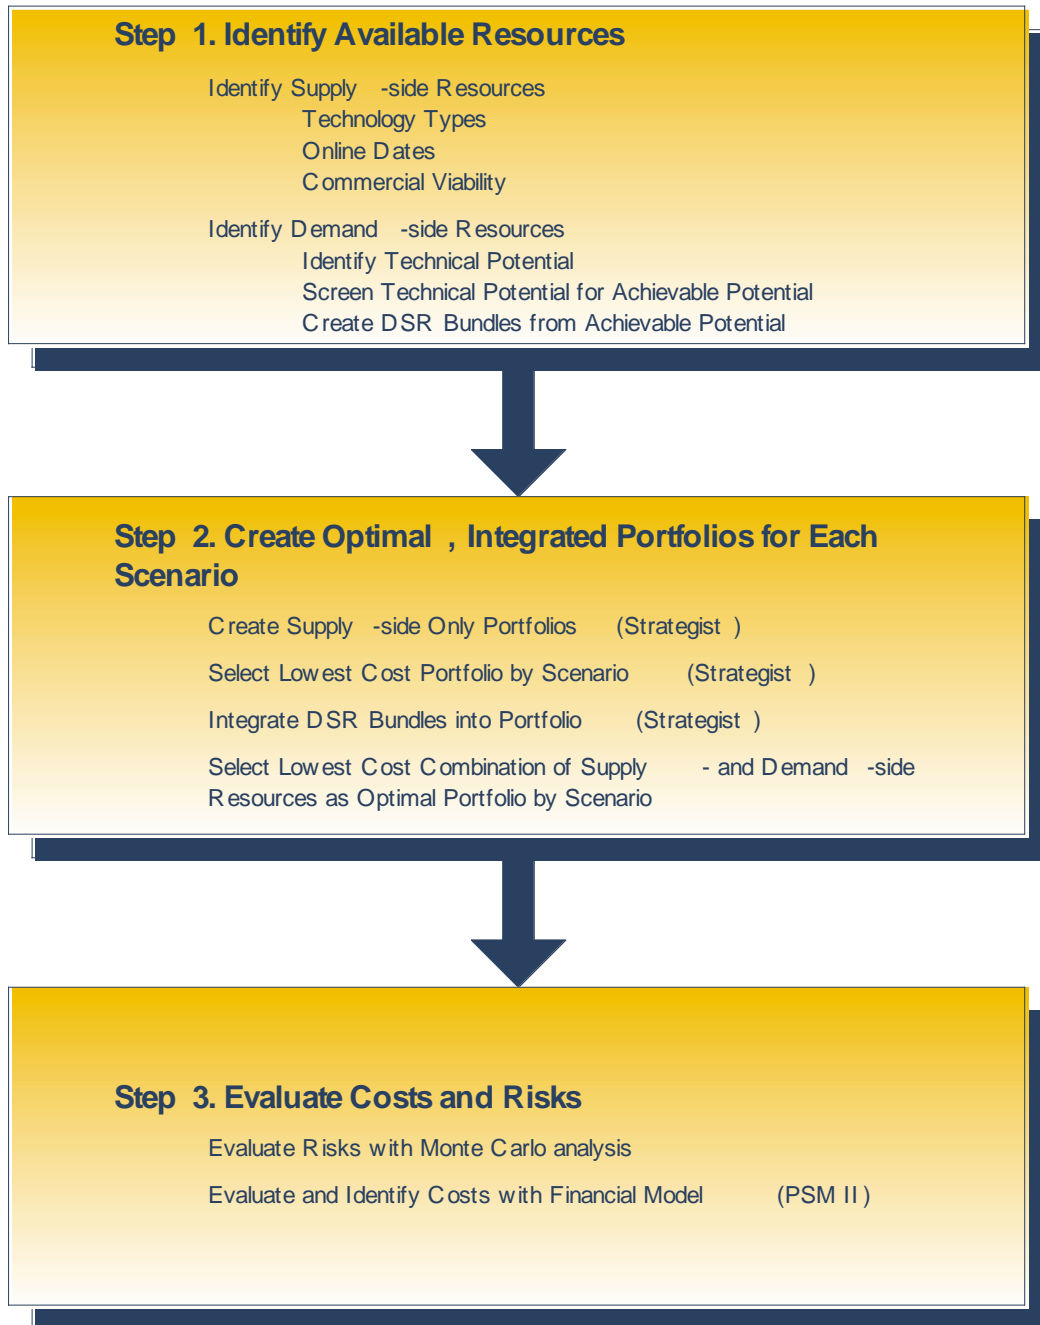 Step 1. Identify Available Resources
Identify Supply -side Resources
Technology Types
Online Dates
Commercial Viability
Identify Demand -side Resources
Identify Technical Potential
Screen Technical Potential for Achievable Potential
Create DSR Bundles from Achievable Potential
Step 2. Create Optimal , Integrated Portfolios for Each
Scenario
Create Supply -side Only Portfolios (Strategist )
Select Lowest Cost Portfolio by Scenario (Strategist )
Integrate DSR Bundles into Portfolio (Strategist )
Select Lowest Cost Combination of Supply - and Demand -side
Resources as Optimal Portfolio by Scenario
Step 3. Evaluate Costs and Risks
Evaluate Risks with Monte Carlo analysis
Evaluate and Identify Costs with Financial Model (PSM II )